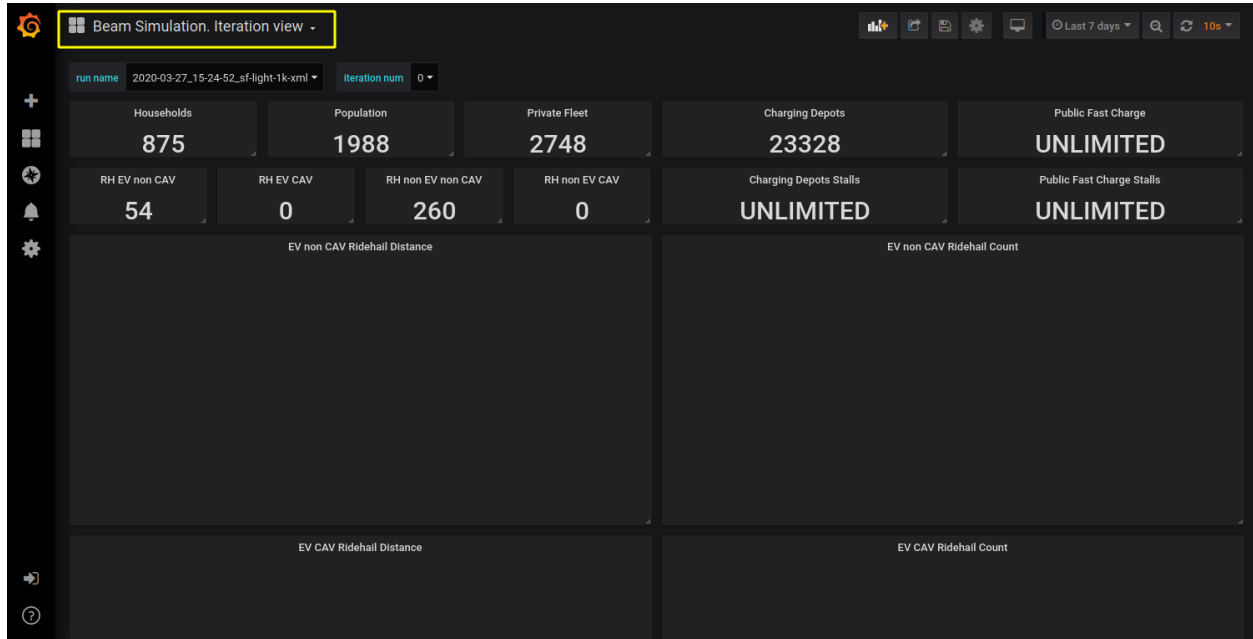 Beam Simulation. Iteration view
Last 7 days
10s
run name 2020-03-27_15-24-52_sf-light-1k-xml iteration num 0
Households Population Private Fleet Charging Depots Public Fast Charge
875 1988 2748 23328 UNLIMITED
RH EV non CAV RH EV CAV RH non EV non CAV RH non EV CAV Charging Depots Stalls Public Fast Charge Stalls
54 0 260 0 UNLIMITED UNLIMITED
EV non CAV Ridehail Distance EV non CAV Ridehail Count
EV CAV Ridehail Distance EV CAV Ridehail Count